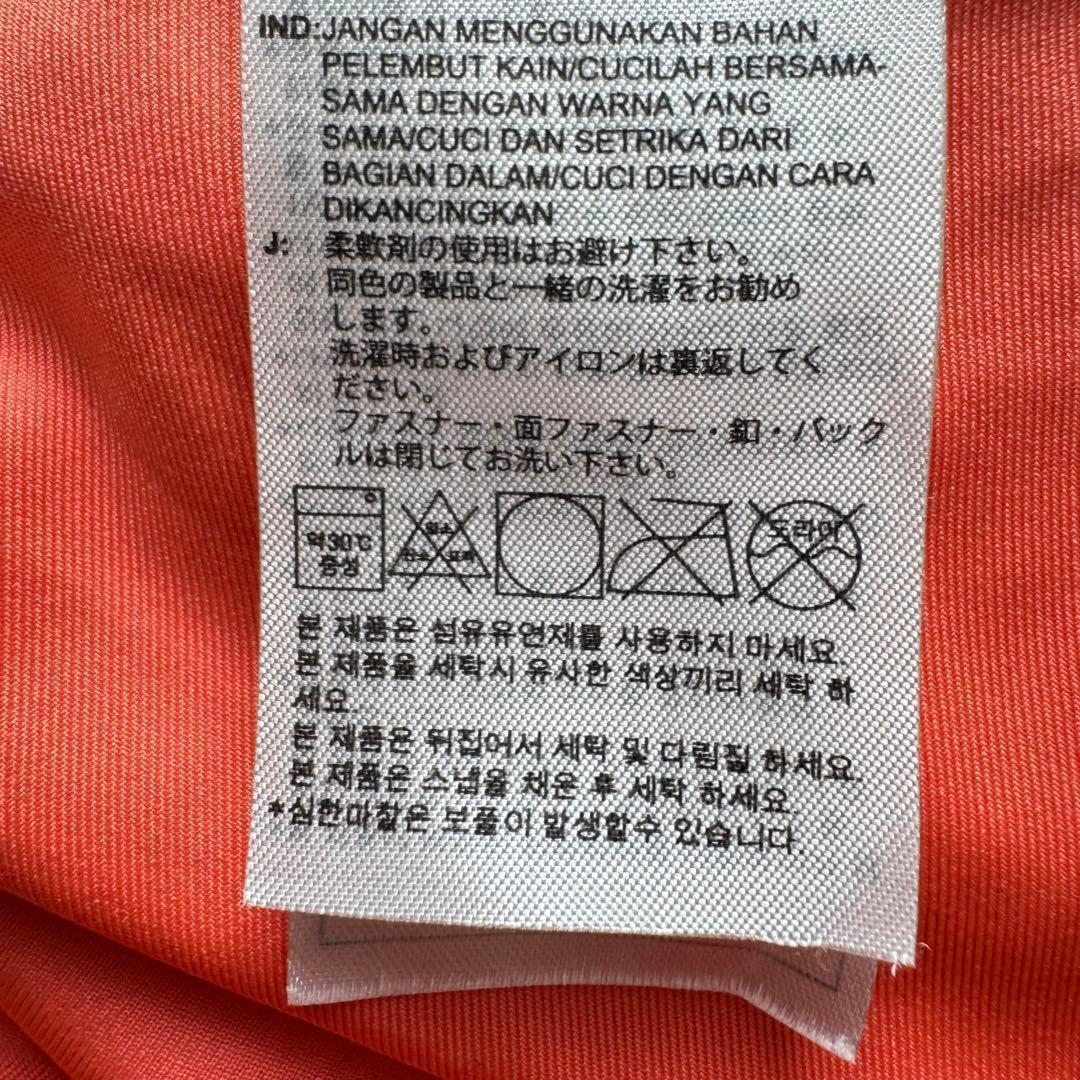 IND:JANGAN MENGGUNAKAN BAHAN
PELEMBUT KAIN/CUCILAH BERSAMA-
SAMA DENGAN WARNA YANG
SAMA/CUCI DAN SETRIKA DARI
BAGIAN DALAM/CUCI DENGAN CARA
DIKANCINGKAN
J: 柔軟剤の使用はお避け下さい。
同色の製品と一緒の洗濯をお勧め
します。
洗濯時およびアイロンは裏返してく
ださい。
ファスナー・面ファスナー・釦・バック
ルは閉じてお洗い下さい。
약30℃
중성
염소
산소 표백
드라이
본 제품은 섬유유연제를 사용하지 마세요.
본 제품을 세탁시 유사한 색상끼리 세탁 하
세요.
본 제품은 뒤집어서 세탁 및 다림질 하세요.
본 제품은 스냅을 채운 후 세탁 하세요
*심한마찰은 보풀이 발생할수 있습니다.